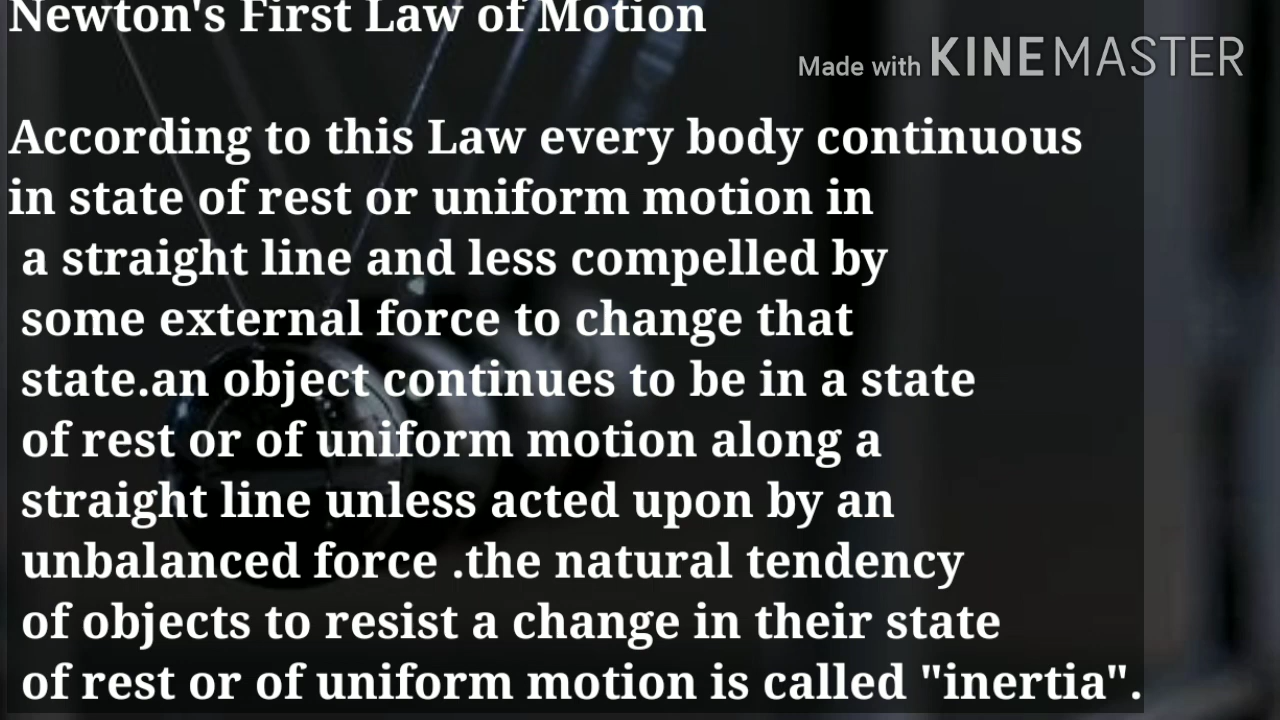 Newton's First Law of Motion
Made with KINEMASTER
According to this Law every body continuous
in state of rest or uniform motion in
a straight line and less compelled by
some external force to change that
state.an object continues to be in a state
of rest or of uniform motion along a
straight line unless acted upon by an
unbalanced force .the natural tendency
of objects to resist a change in their state
of rest or of uniform motion is called "inertia".